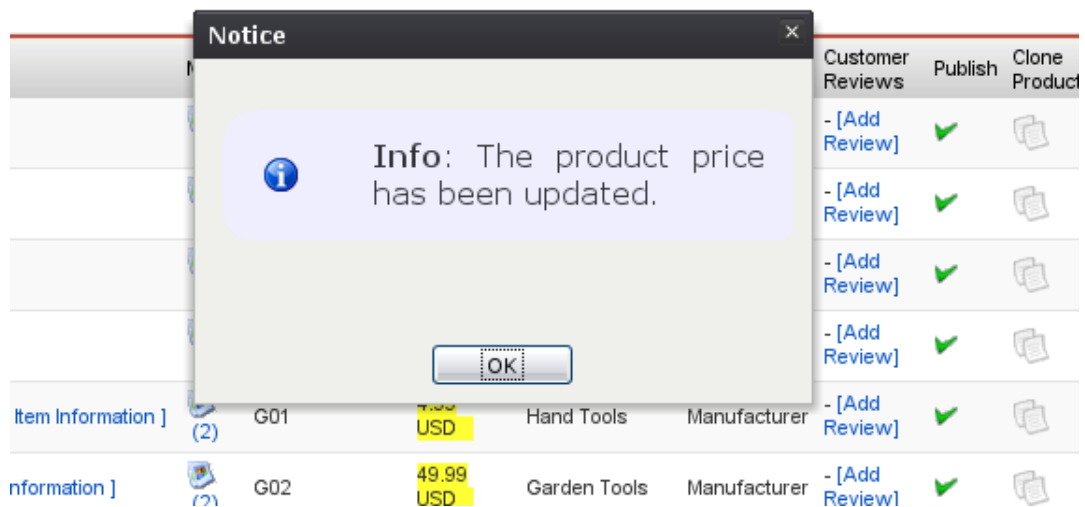 Notice
Customer
Reviews
Publish
Clone
Product
Info: The product price
has been updated.
OK
- [Add
Review]
- [Add
Review]
- [Add
Review]
- [Add
Review]
Item Information ]
(2)
G01
USD
Hand Tools
Manufacturer
- [Add
Review]
nformation ]
(2)
G02
49.99
USD
Garden Tools
Manufacturer
- [Add
Review]